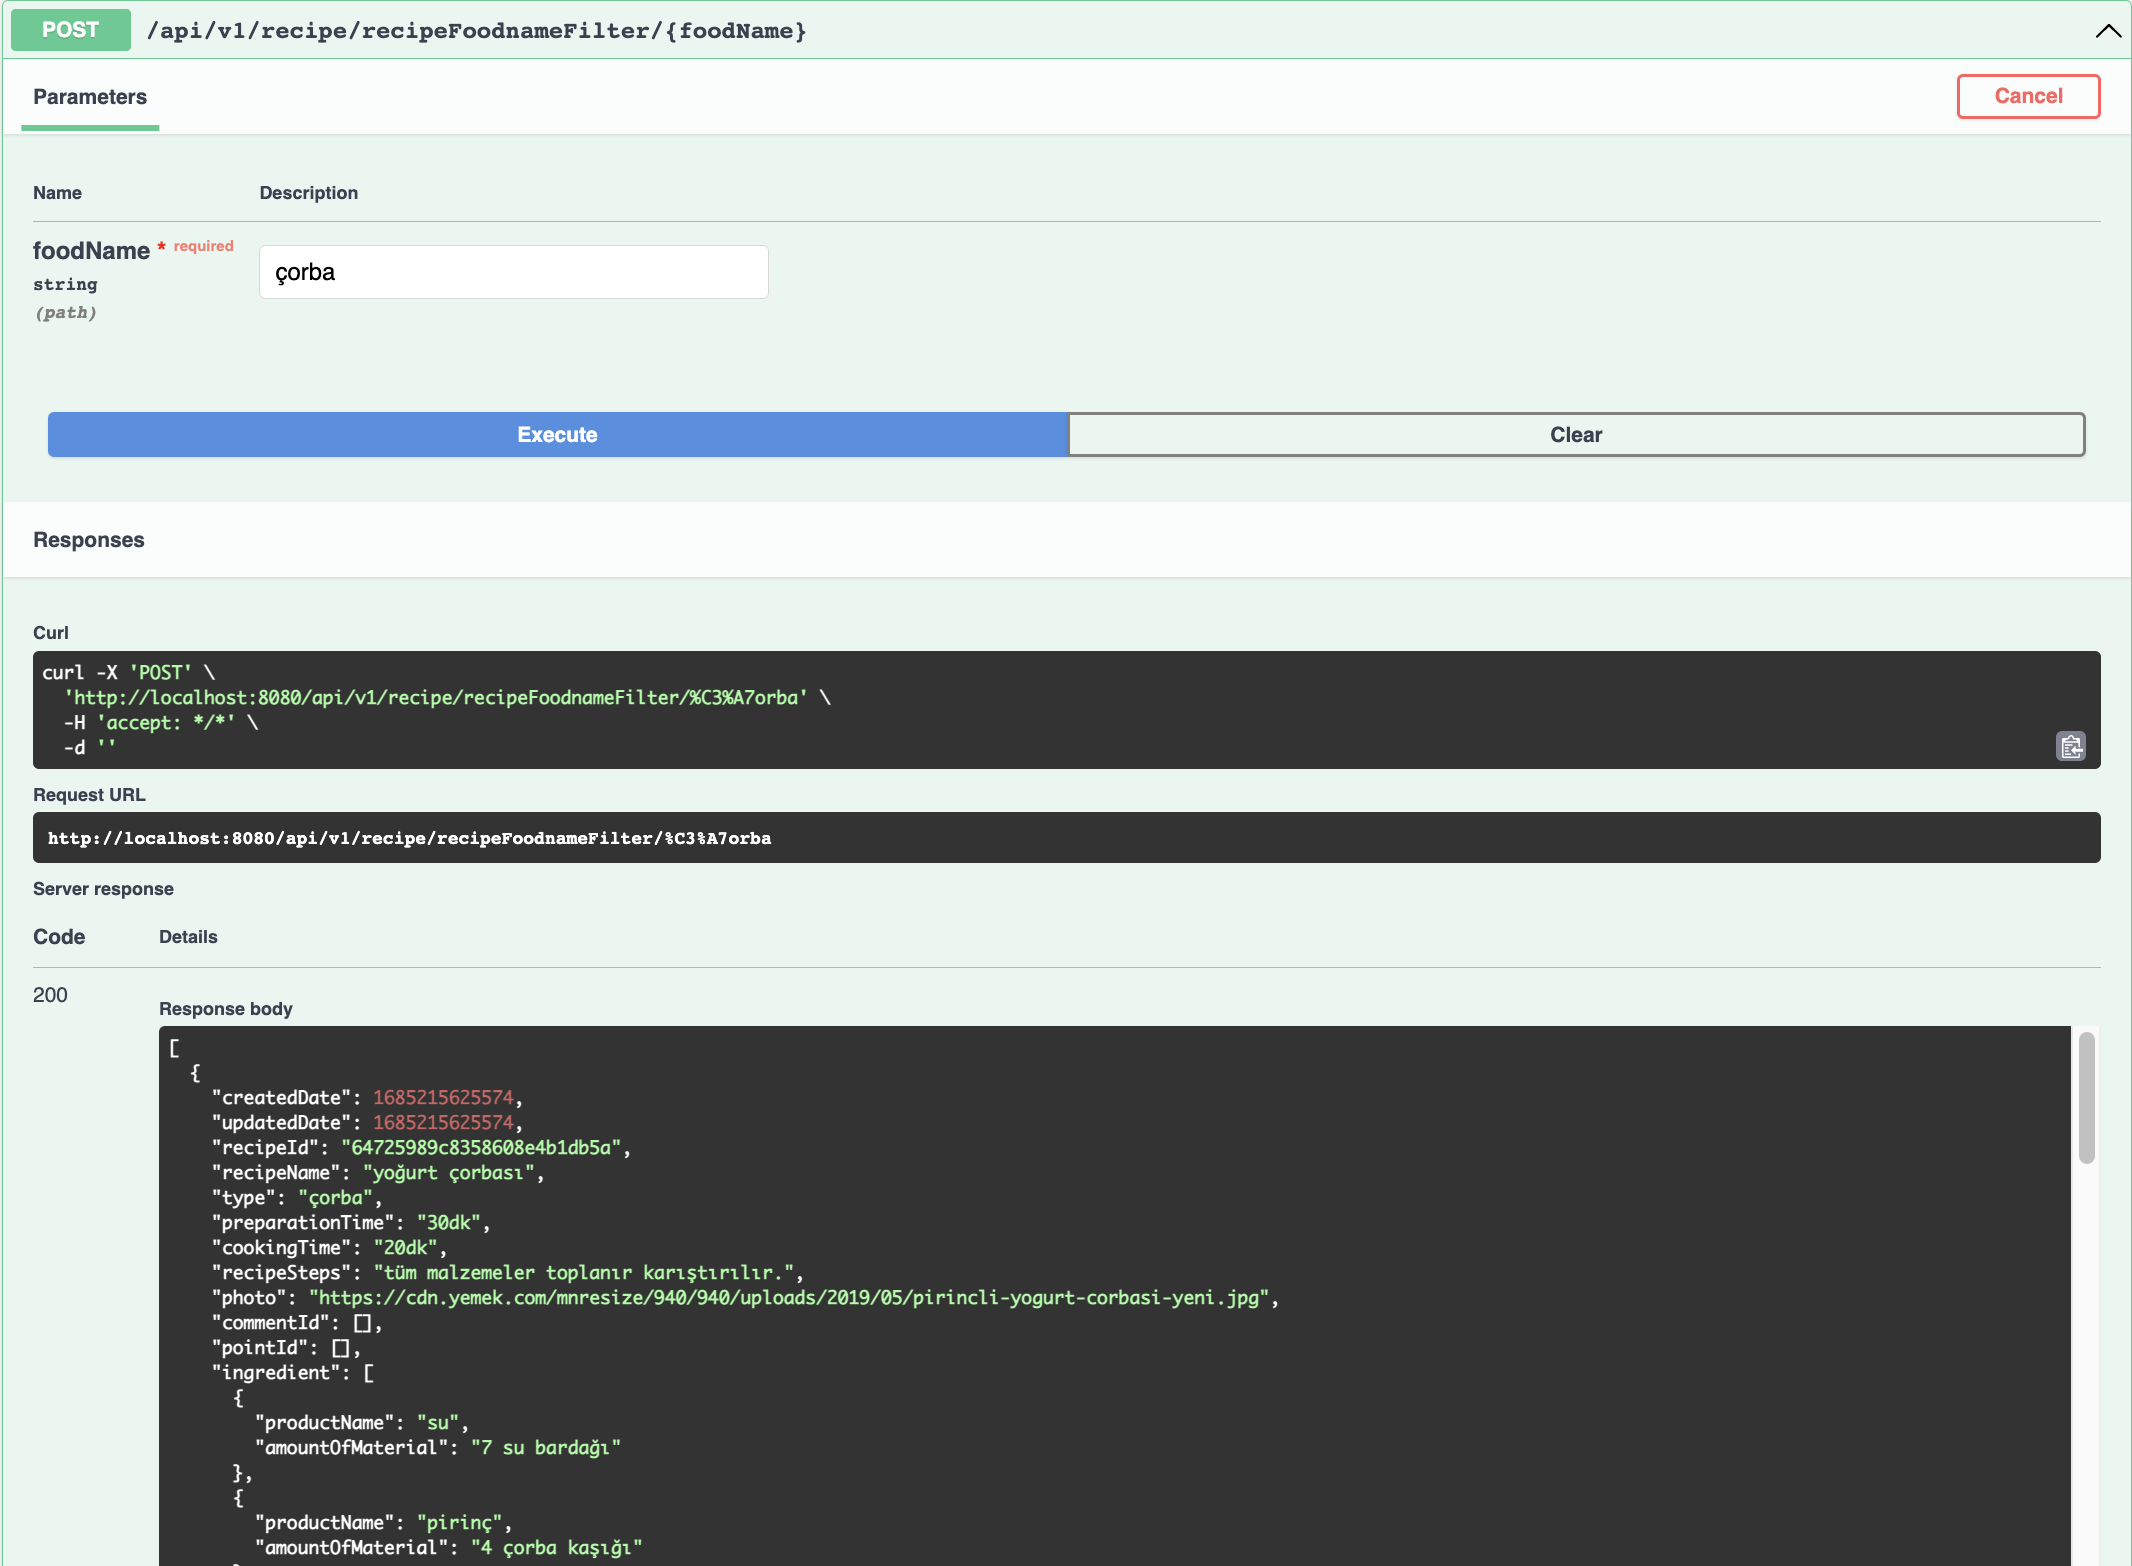 POST /api/v1/recipe/recipeFoodnameFilter/{foodName}
Parameters
Cancel
Name Description
foodName * required
string
(path)
çorba
Execute
Clear
Responses
Curl
curl -X 'POST' \
  'http://localhost:8080/api/v1/recipe/recipeFoodnameFilter/%C3%A7orba' \
  -H 'accept: */*' \
  -d ''
Request URL
http://localhost:8080/api/v1/recipe/recipeFoodnameFilter/%C3%A7orba
Server response
Code Details
200
Response body
[
  {
    "createdDate": 1685215625574,
    "updatedDate": 1685215625574,
    "recipeId": "64725989c8358608e4b1db5a",
    "recipeName": "yoğurt çorbası",
    "type": "çorba",
    "preparationTime": "30dk",
    "cookingTime": "20dk",
    "recipeSteps": "tüm malzemeler toplanır karıştırılır.",
    "photo": "https://cdn.yemek.com/mnresize/940/940/uploads/2019/05/pirincli-yogurt-corbasi-yeni.jpg",
    "commentId": [],
    "pointId": [],
    "ingredient": [
      {
        "productName": "su",
        "amountOfMaterial": "7 su bardağı"
      },
      {
        "productName": "pirinç",
        "amountOfMaterial": "4 çorba kaşığı"